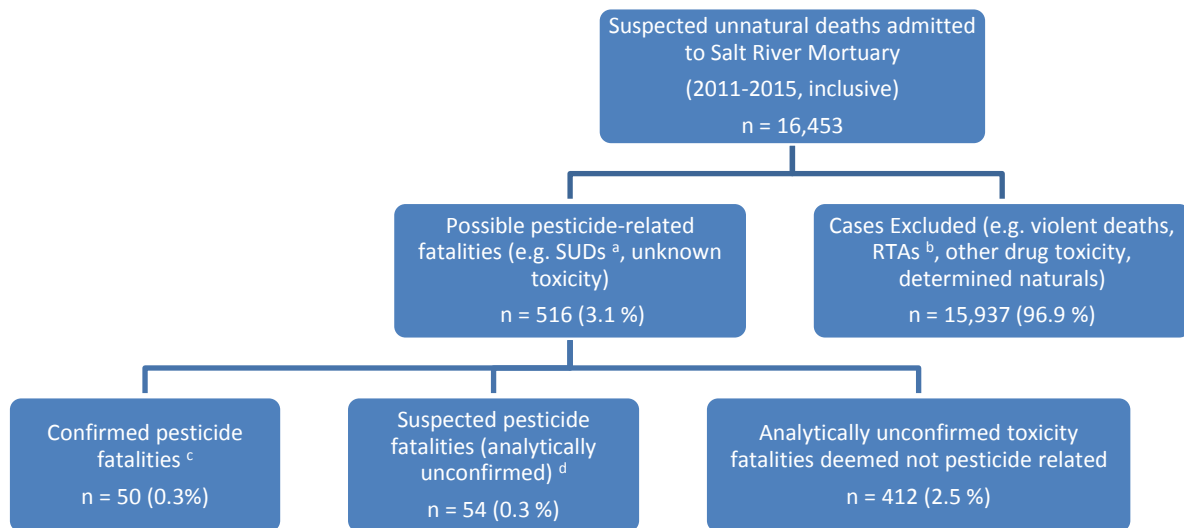 Suspected unnatural deaths admitted
to Salt River Mortuary
(2011-2015, inclusive)
n = 16,453
Possible pesticide-related
fatalities (e.g. SUDs ᵃ, unknown
toxicity)
n = 516 (3.1 %)
Cases Excluded (e.g. violent deaths,
RTAs ᵇ, other drug toxicity,
determined naturals)
n = 15,937 (96.9 %)
Confirmed pesticide
fatalities ᶜ
n = 50 (0.3%)
Suspected pesticide
fatalities (analytically
unconfirmed) ᵈ
n = 54 (0.3 %)
Analytically unconfirmed toxicity
fatalities deemed not pesticide related
n = 412 (2.5 %)